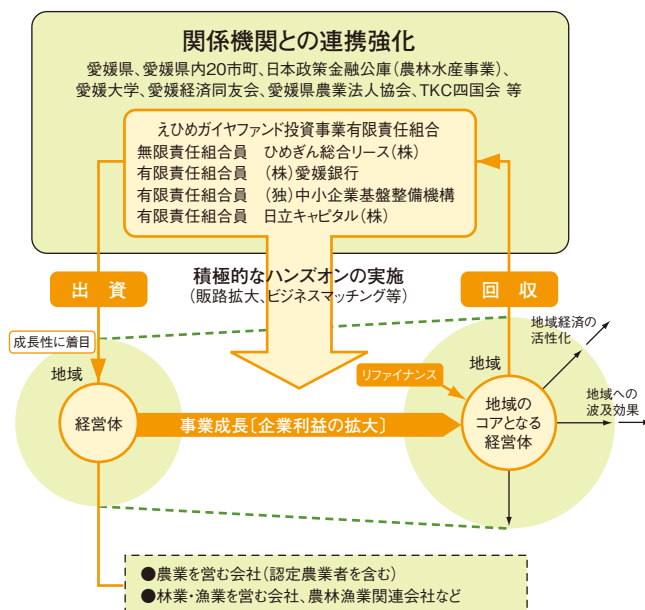 関係機関との連携強化
愛媛県、愛媛県内20市町、日本政策金融公庫(農林水産事業)、
愛媛大学、愛媛経済同友会、愛媛県農業法人協会、TKC四国会 等
えひめガイヤファンド投資事業有限責任組合
無限責任組合員 ひめぎん総合リース(株)
有限責任組合員 (株)愛媛銀行
有限責任組合員 (独)中小企業基盤整備機構
有限責任組合員 日立キャピタル(株)
出資
積極的なハンズオンの実施
(販路拡大、ビジネスマッチング等)
回収
成長性に着目
地域
経営体
事業成長〔企業利益の拡大〕
リファイナンス
地域
地域の
コアとなる
経営体
地域経済の
活性化
地域への
波及効果
●農業を営む会社(認定農業者を含む)
●林業・漁業を営む会社、農林漁業関連会社など